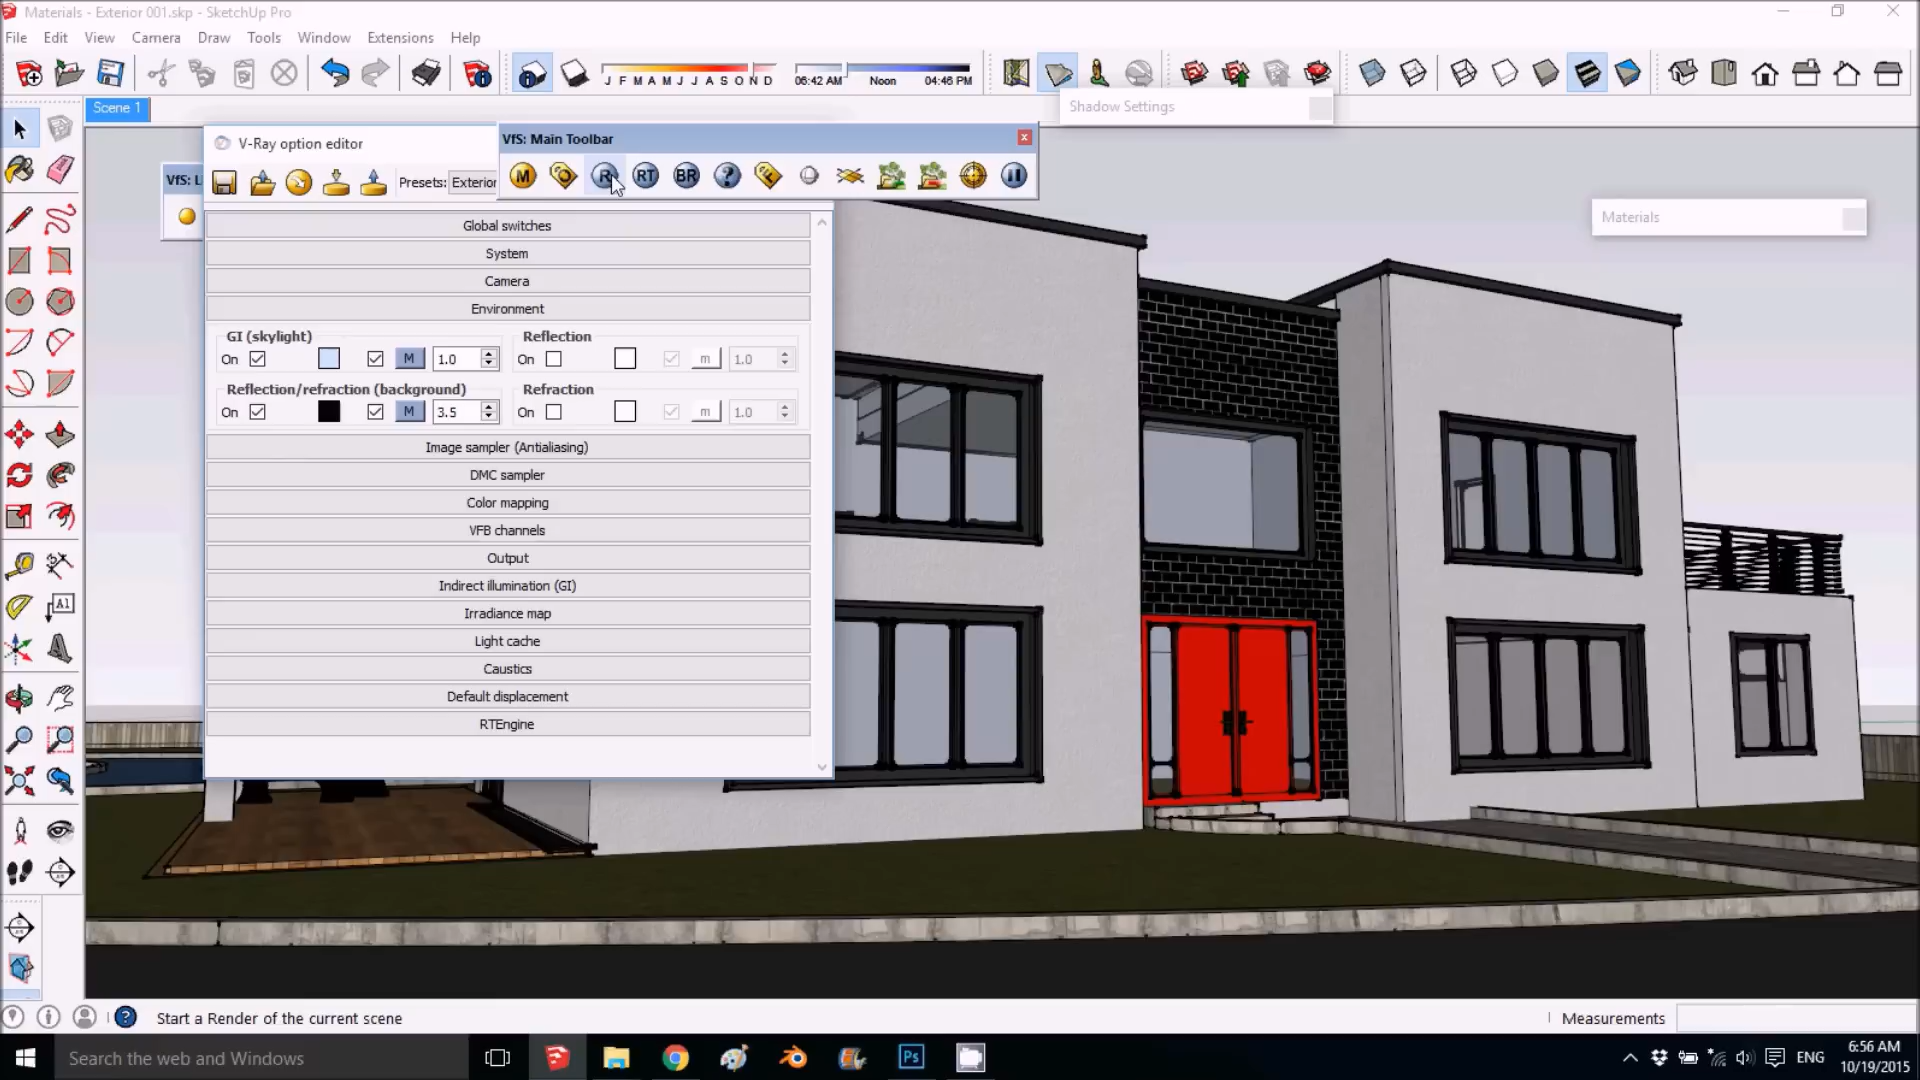 Materials - Exterior 001.skp - SketchUp Pro
File Edit View Camera Draw Tools Window Extensions Help
J F M A M J J A S O N D
06:42 AM Noon 04:46 PM
Scene 1
Shadow Settings
V-Ray option editor
VfS: Main Toolbar
VfS: L
Presets: Exterior
M R RT BR ?
Materials
Global switches
System
Camera
Environment
GI (skylight) Reflection
On M 1.0 On m 1.0
Reflection/refraction (background) Refraction
On M 3.5 On m 1.0
Image sampler (Antialiasing)
DMC sampler
Color mapping
VFB channels
Output
Indirect illumination (GI)
Irradiance map
Light cache
Caustics
Default displacement
RTEngine
A1
Start a Render of the current scene
Measurements
Search the web and Windows
Ps
ENG
6:56 AM
10/19/2015